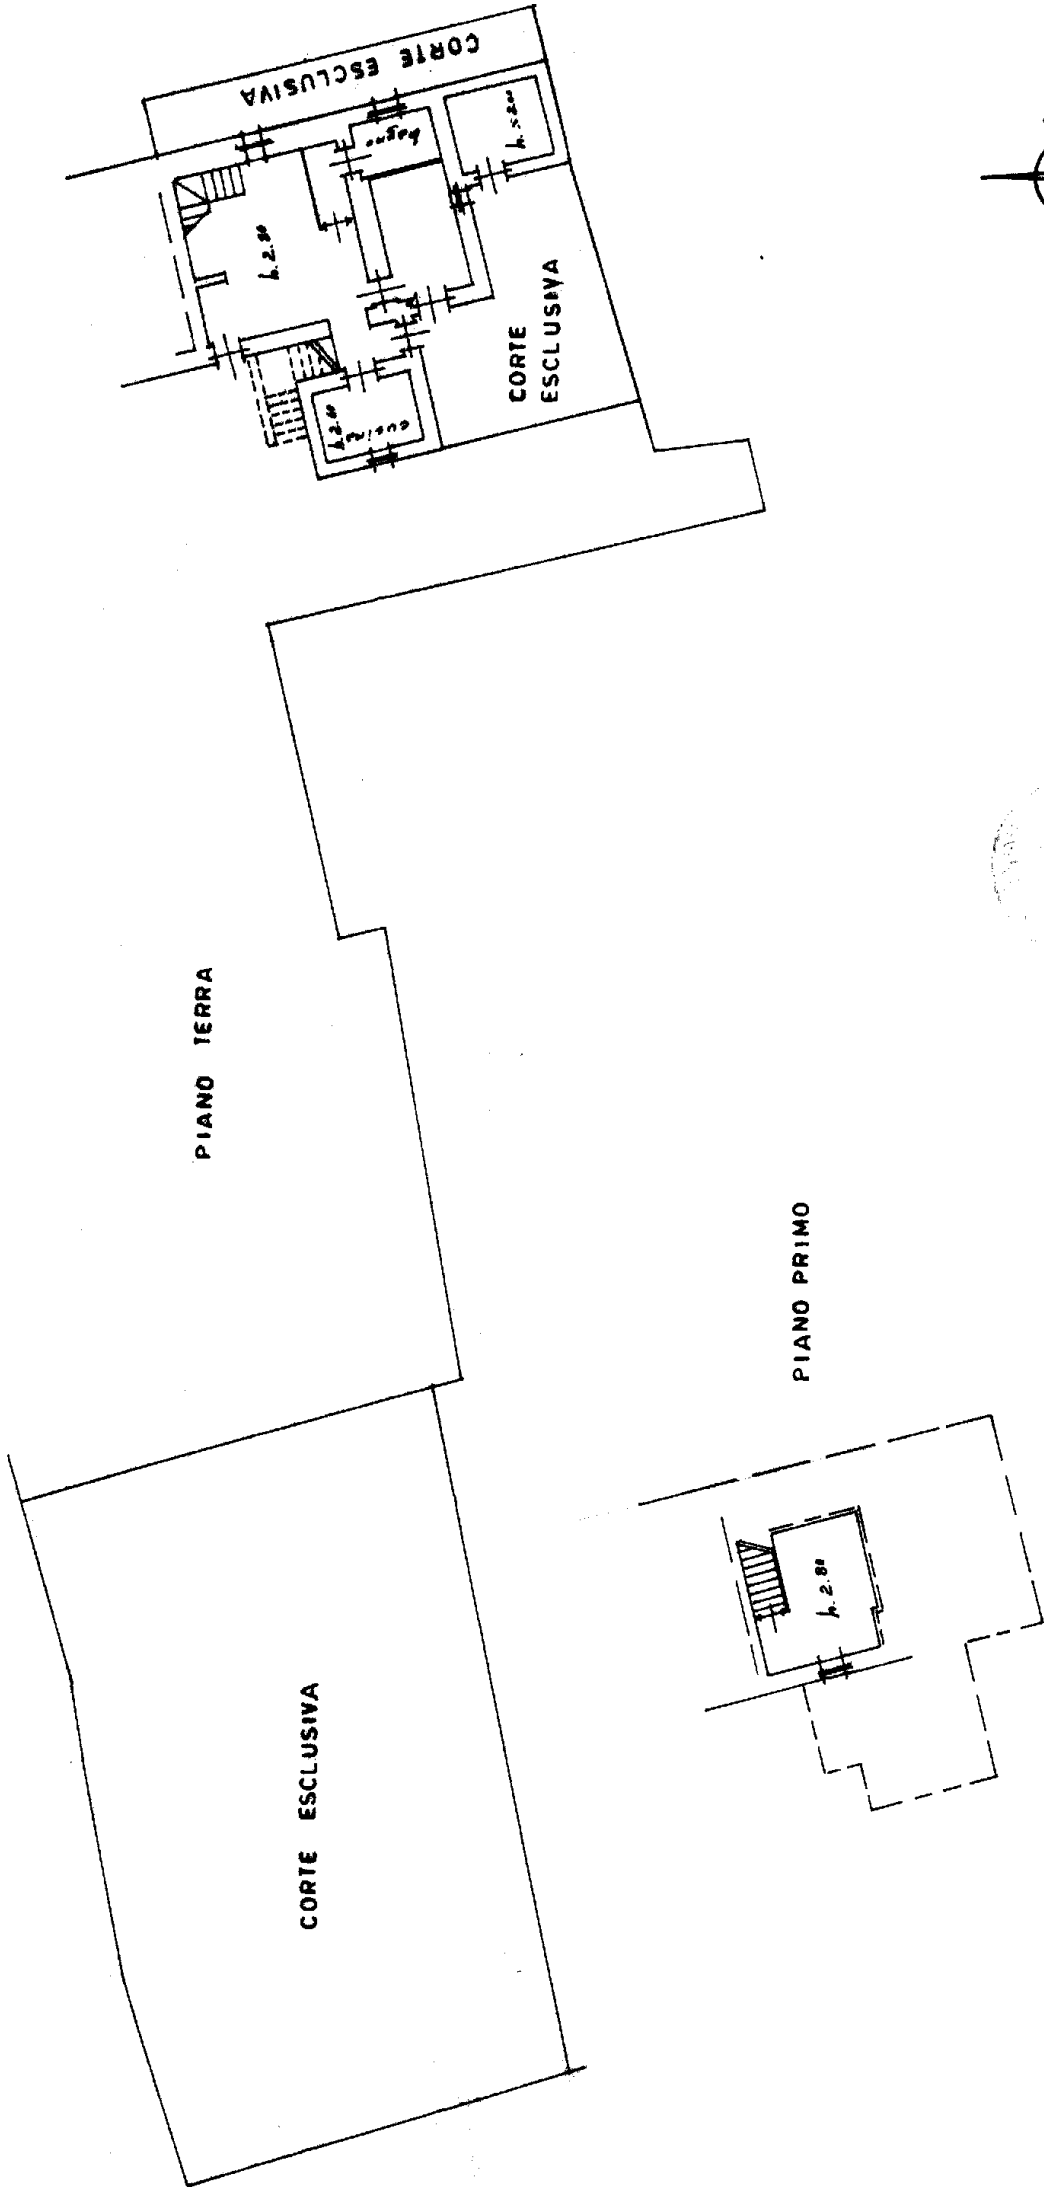 CORTE ESCLUSIVA
bagno
h. 2.80
h. 2.00
h. 2.80
cucina
CORTE
ESCLUSIVA
PIANO TERRA
PIANO PRIMO
h. 2.80
CORTE ESCLUSIVA